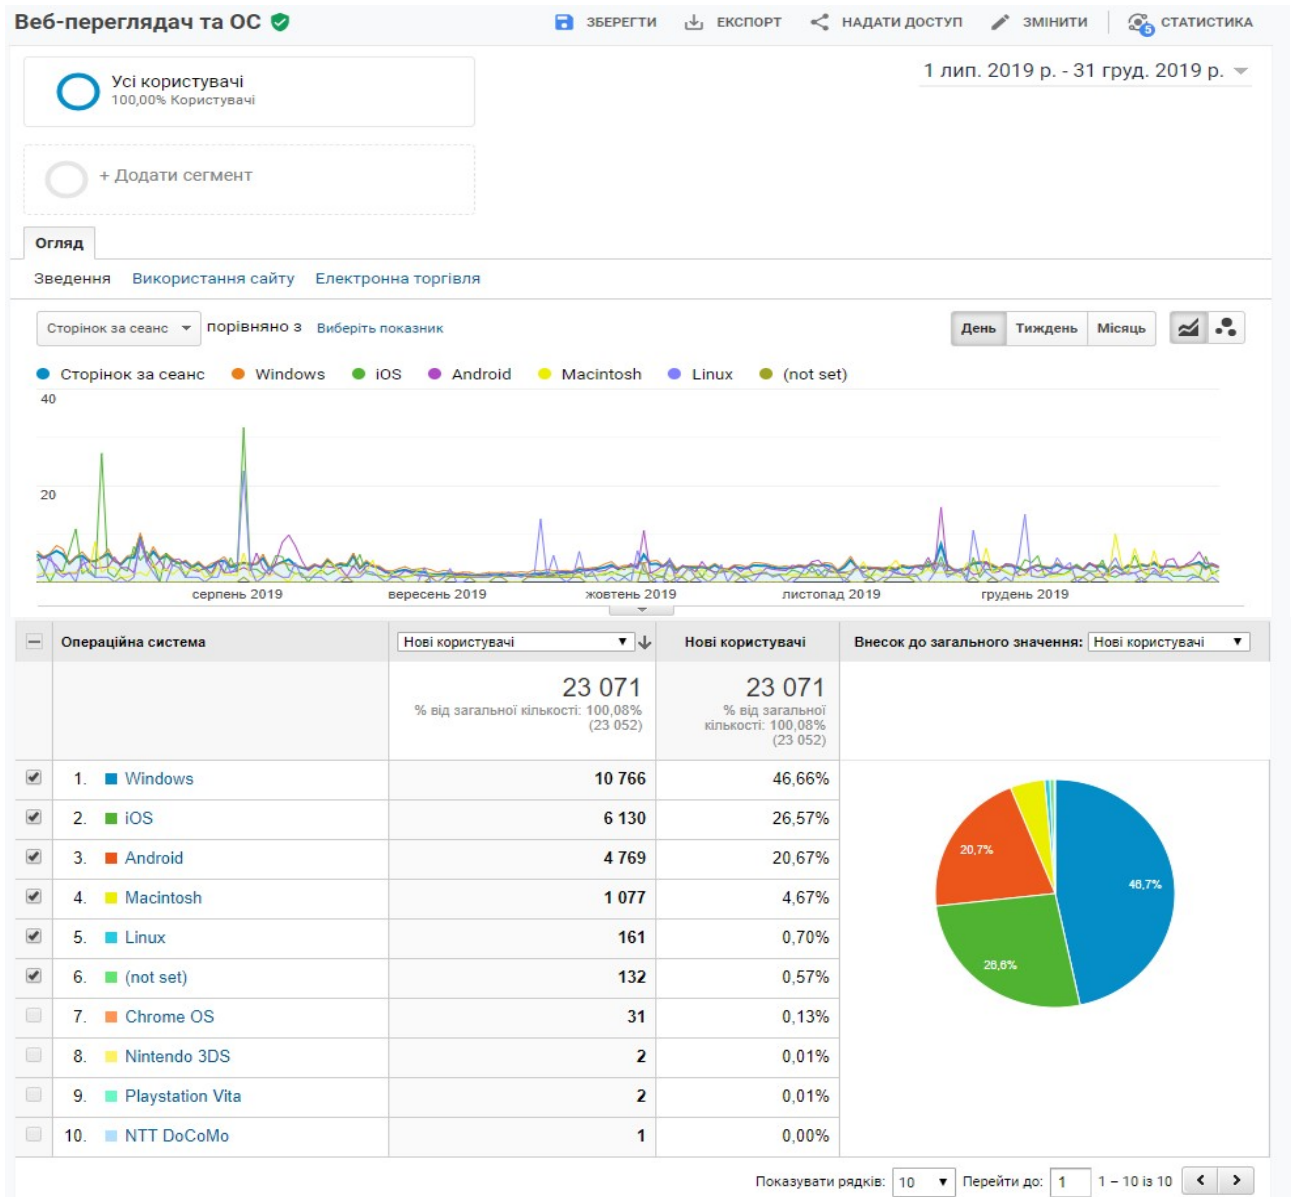 Веб-переглядач та ОС
ЗБЕРЕГТИ ЕКСПОРТ НАДАТИ ДОСТУП ЗМІНИТИ 5 СТАТИСТИКА
Усі користувачі
100,00% Користувачі
1 лип. 2019 р. - 31 груд. 2019 р.
+ Додати сегмент
Огляд
Зведення Використання сайту Електронна торгівля
Сторінок за сеанс порівняно з Виберіть показник День Тиждень Місяць
Сторінок за сеанс Windows iOS Android Macintosh Linux (not set)
40
20
серпень 2019 вересень 2019 жовтень 2019 листопад 2019 грудень 2019
Операційна система Нові користувачі Нові користувачі Внесок до загального значення: Нові користувачі
23 071 23 071
% від загальної кількості: 100,08% (23 052)
% від загальної кількості: 100,08% (23 052)
1. Windows 10 766 46,66%
2. iOS 6 130 26,57%
3. Android 4 769 20,67%
4. Macintosh 1 077 4,67%
5. Linux 161 0,70%
6. (not set) 132 0,57%
7. Chrome OS 31 0,13%
8. Nintendo 3DS 2 0,01%
9. Playstation Vita 2 0,01%
10. NTT DoCoMo 1 0,00%
20,7%
46,7%
26,6%
Показувати рядків: 10 Перейти до: 1 1 – 10 із 10